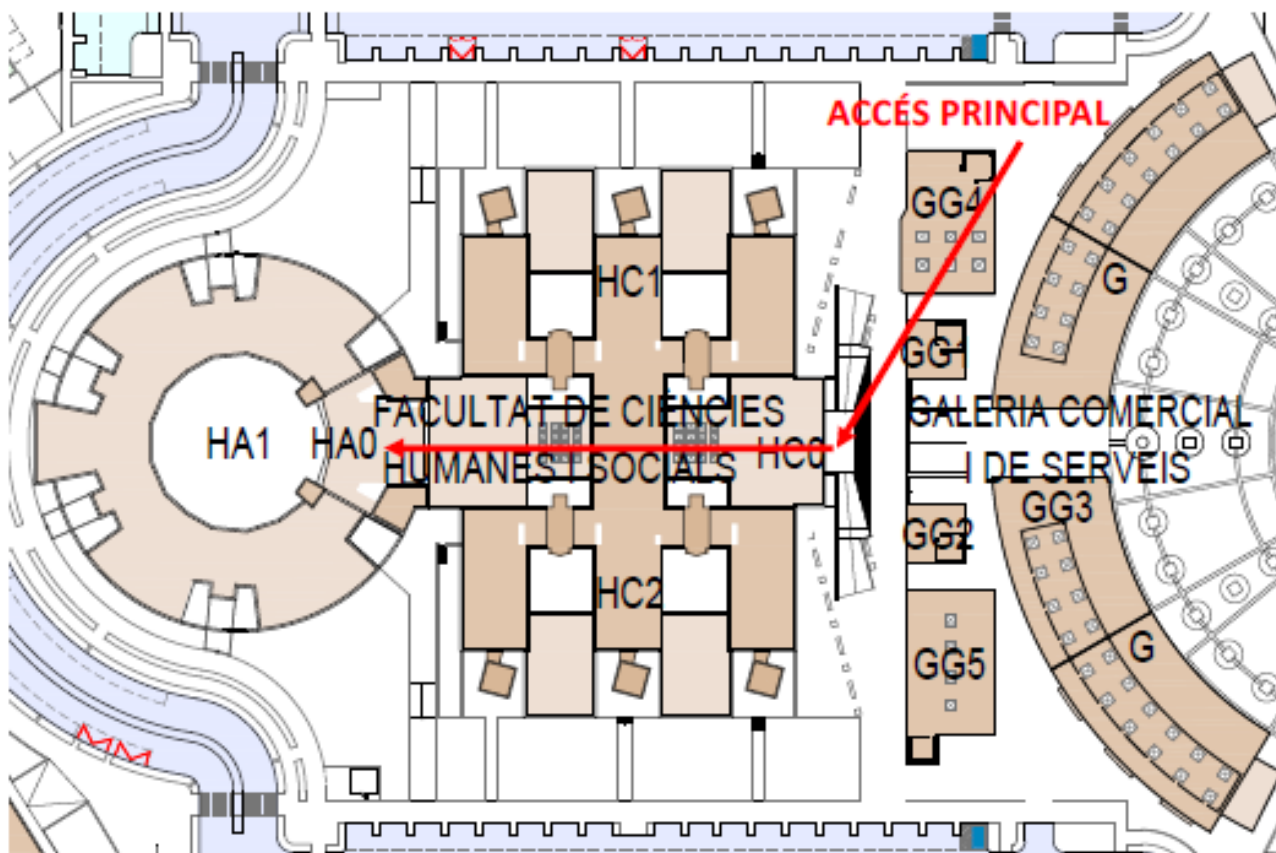 ACCÉS PRINCIPAL
GG4
HC1
G
GG1
FACULTAT DE CIÈNCIES
GALERIA COMERCIAL
HA1
HA0
HC0
HUMANES I SOCIALS
I DE SERVEIS
GG3
GG2
HC2
GG5
G